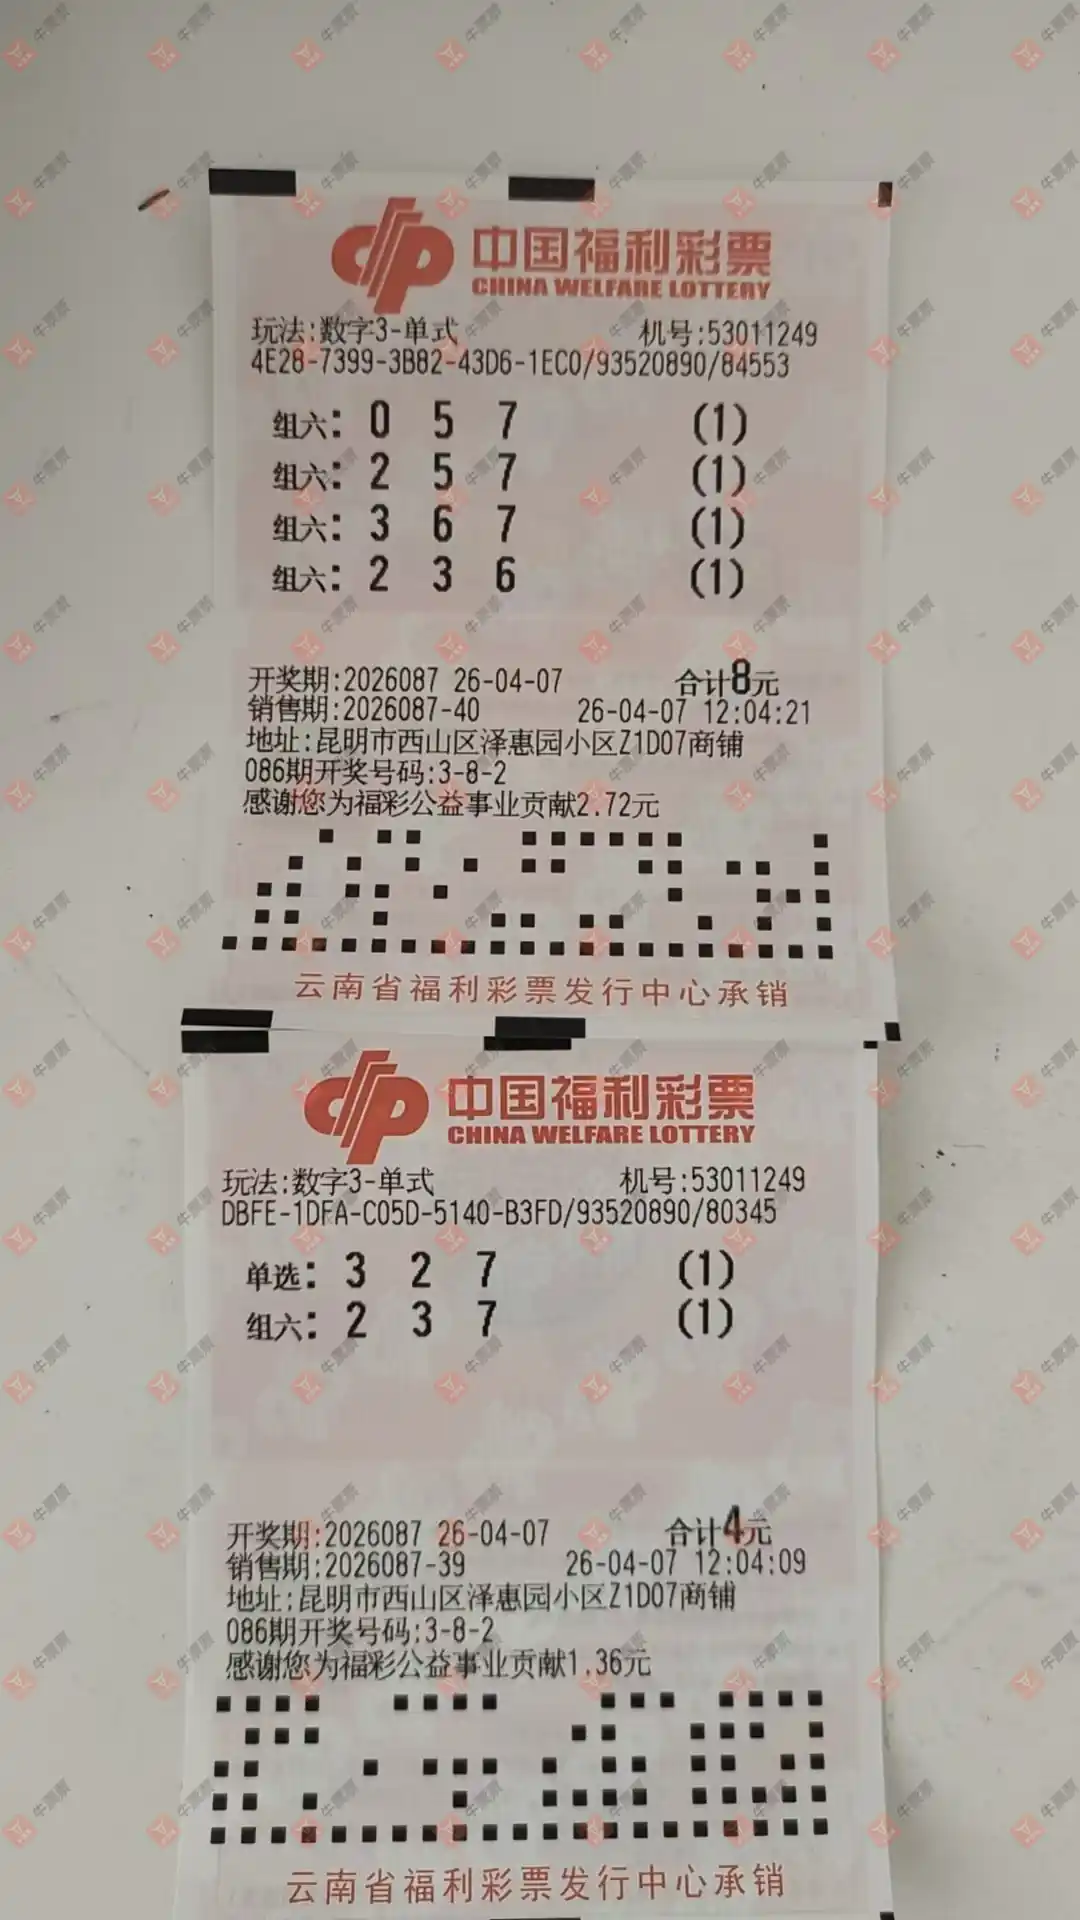 中国福利彩票
CHINA WELFARE LOTTERY
玩法:数字3-单式 机号:53011249
4E28-7399-3B82-43D6-1EC0/93520890/84553
组六: 0 5 7 (1)
组六: 2 5 7 (1)
组六: 3 6 7 (1)
组六: 2 3 6 (1)
开奖期:2026087 26-04-07 合计8元
销售期:2026087-40 26-04-07 12:04:21
地址:昆明市西山区泽惠园小区Z1D07商铺
086期开奖号码:3-8-2
感谢您为福彩公益事业贡献2.72元
云南省福利彩票发行中心承销
中国福利彩票
CHINA WELFARE LOTTERY
玩法:数字3-单式 机号:53011249
DBFE-1DFA-C05D-5140-B3FD/93520890/80345
单选: 3 2 7 (1)
组六: 2 3 7 (1)
开奖期:2026087 26-04-07 合计4元
销售期:2026087-39 26-04-07 12:04:09
地址:昆明市西山区泽惠园小区Z1D07商铺
086期开奖号码:3-8-2
感谢您为福彩公益事业贡献1.36元
云南省福利彩票发行中心承销